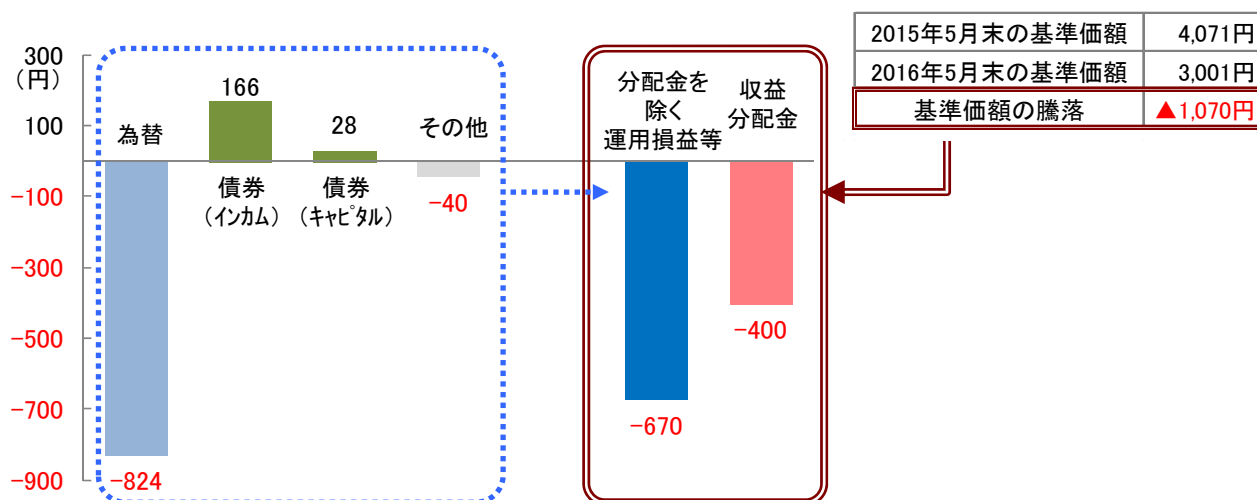 300
（円）
100
−100
−300
−500
−700
−900
為替
−824
166
債券
（インカム）
28
債券
（キャピタル）
その他
−40
分配金を
除く
運用損益等
−670
収益
分配金
−400
2015年5月末の基準価額 4,071円
2016年5月末の基準価額 3,001円
基準価額の騰落 ▲1,070円